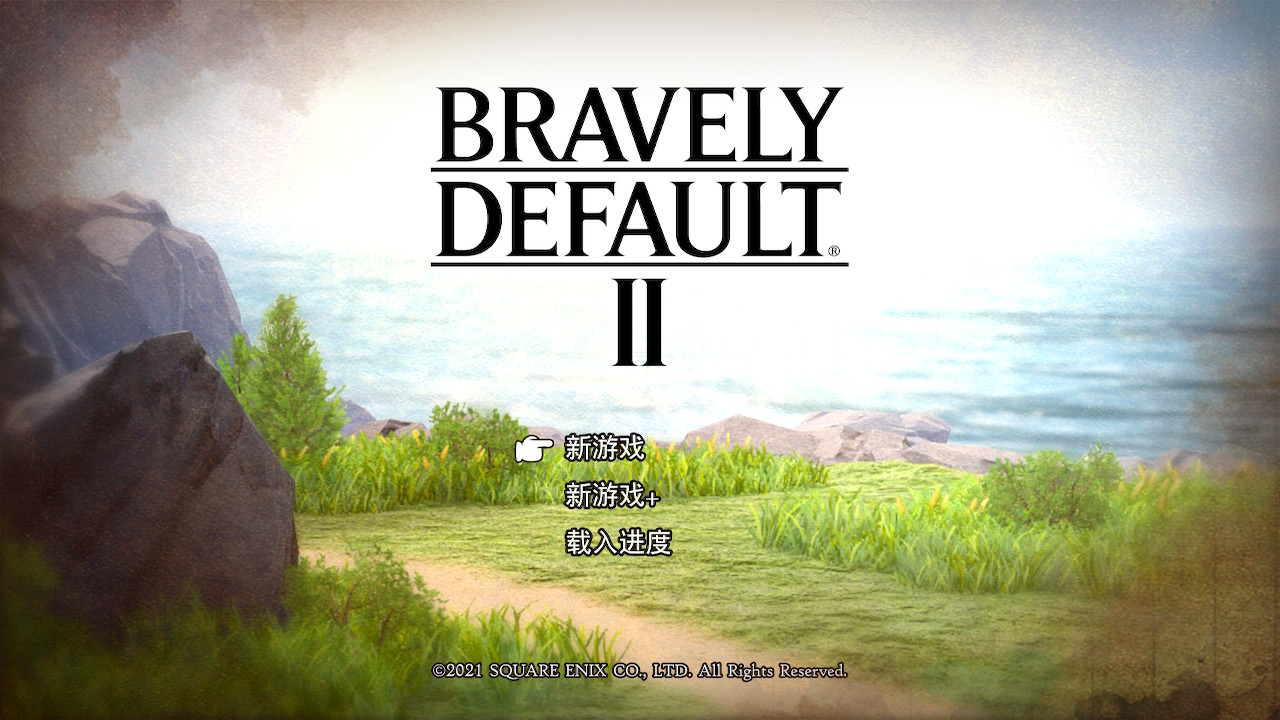 BRAVELY
DEFAULT®
II
新游戏
新游戏+
载入进度
©2021 SQUARE ENIX CO., LTD. All Rights Reserved.